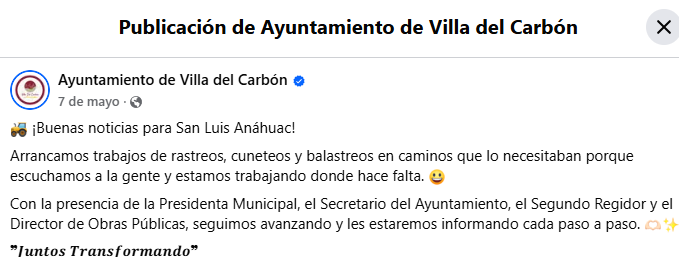 Publicación de Ayuntamiento de Villa del Carbón
Ayuntamiento de Villa del Carbón
7 de mayo ·
🚜 ¡Buenas noticias para San Luis Anáhuac!
Arrancamos trabajos de rastreos, cuneteos y balastreos en caminos que lo necesitaban porque
escuchamos a la gente y estamos trabajando donde hace falta. 😃
Con la presencia de la Presidenta Municipal, el Secretario del Ayuntamiento, el Segundo Regidor y el
Director de Obras Públicas, seguimos avanzando y les estaremos informando cada paso a paso. 🫶🏻✨
❞𝑱𝒖𝒏𝒕𝒐𝒔 𝑻𝒓𝒂𝒏𝒔𝒇𝒐𝒓𝒎𝒂𝒏𝒅𝒐❞